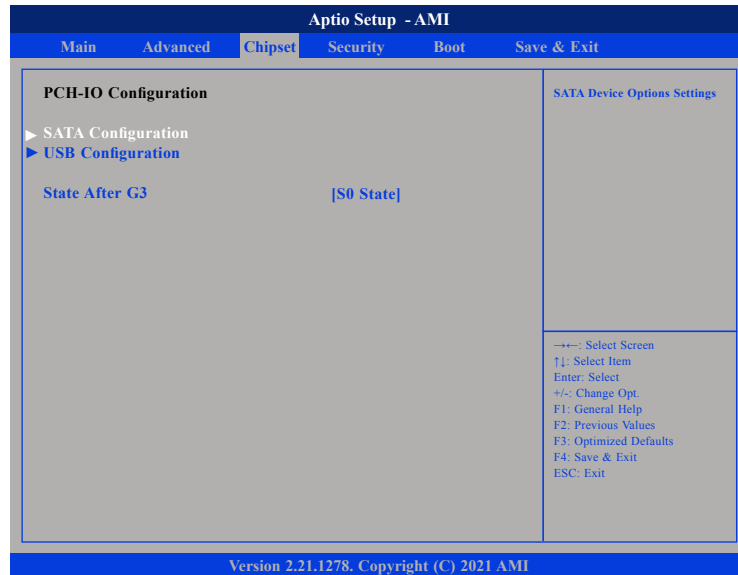 Aptio Setup - AMI
Main Advanced Chipset Security Boot Save & Exit
PCH-IO Configuration
► SATA Configuration
► USB Configuration
State After G3 [S0 State]
SATA Device Options Settings
→←: Select Screen
↑↓: Select Item
Enter: Select
+/-: Change Opt.
F1: General Help
F2: Previous Values
F3: Optimized Defaults
F4: Save & Exit
ESC: Exit
Version 2.21.1278. Copyright (C) 2021 AMI